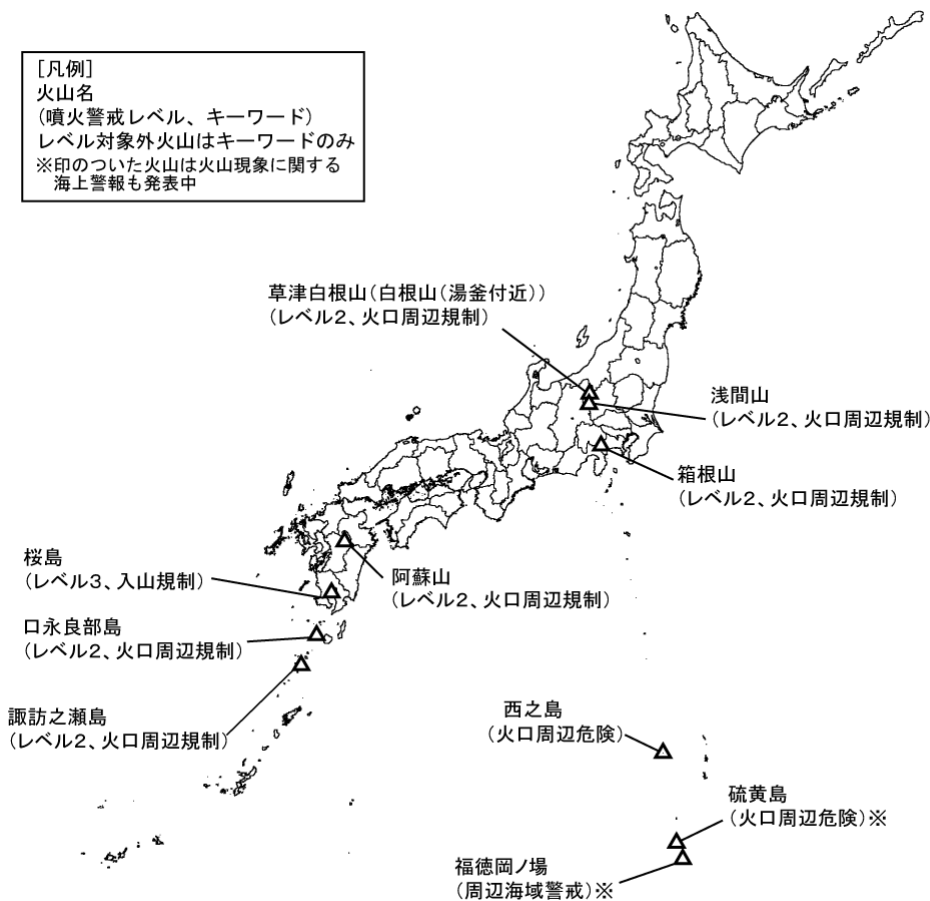 ［凡例］
火山名
（噴火警戒レベル、キーワード）
レベル対象外火山はキーワードのみ
※印のついた火山は火山現象に関する
海上警報も発表中
草津白根山（白根山（湯釜付近））
（レベル２、火口周辺規制）
浅間山
（レベル２、火口周辺規制）
箱根山
（レベル２、火口周辺規制）
桜島
（レベル３、入山規制）
阿蘇山
（レベル２、火口周辺規制）
口永良部島
（レベル２、火口周辺規制）
諏訪之瀬島
（レベル２、火口周辺規制）
西之島
（火口周辺危険）
硫黄島
（火口周辺危険）※
福徳岡ノ場
（周辺海域警戒）※